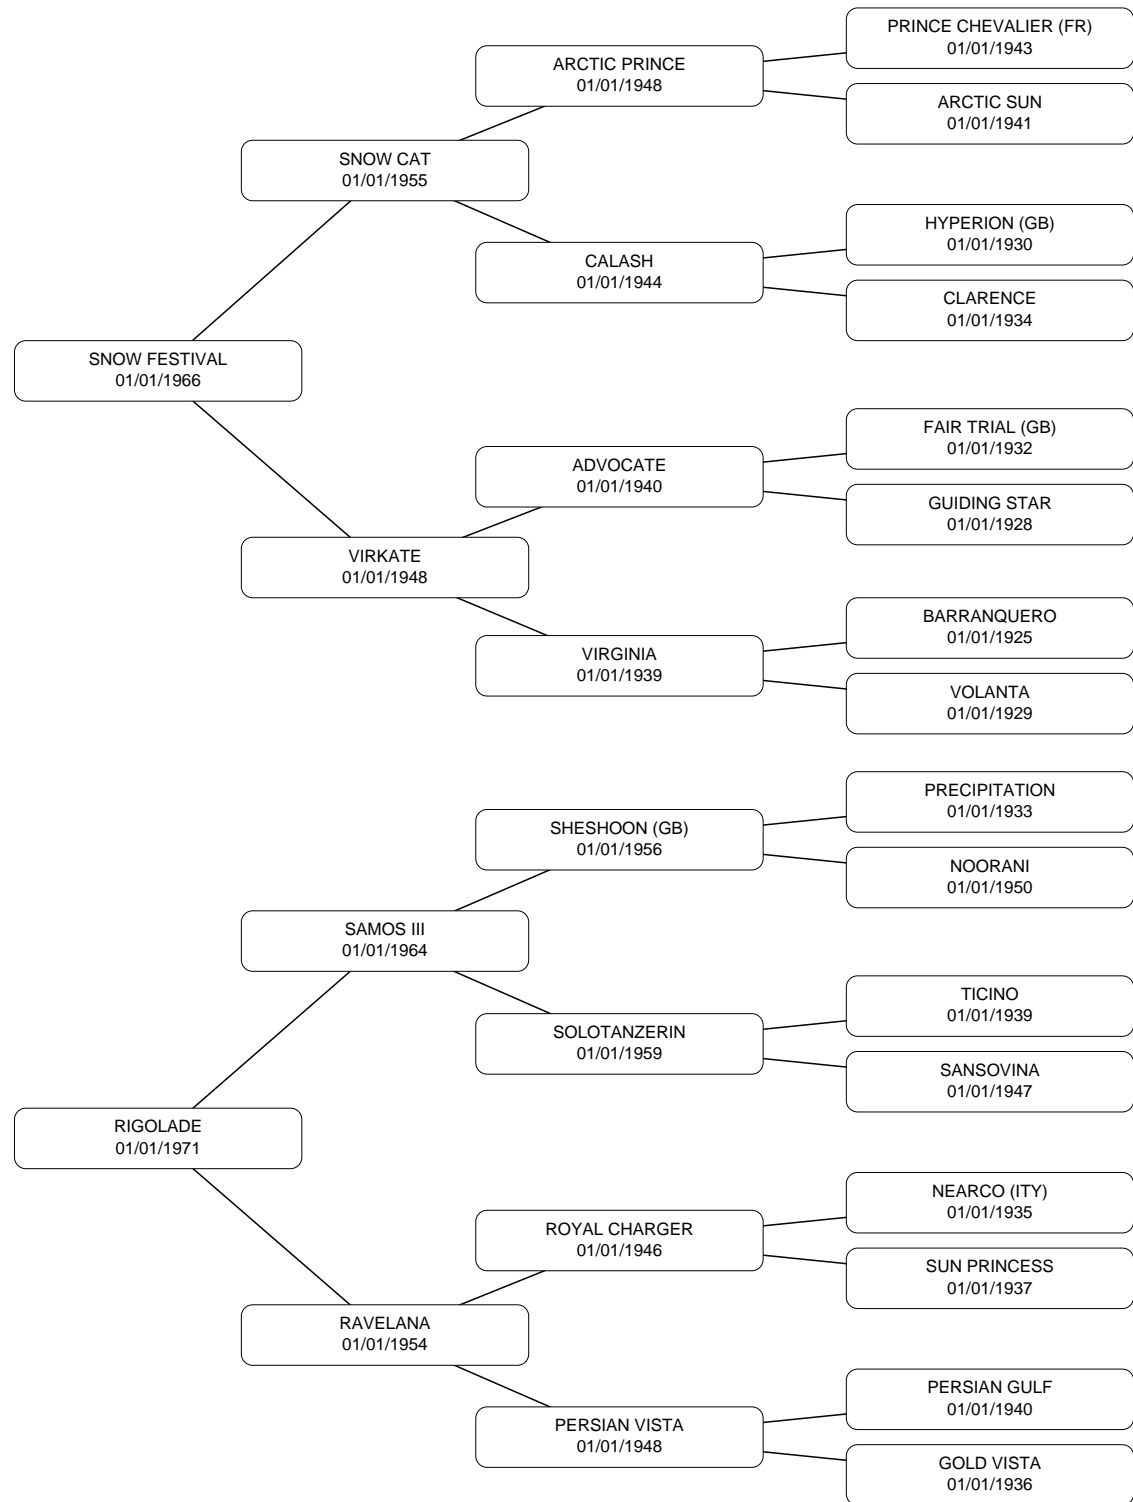 PRINCE CHEVALIER (FR)
01/01/1943
ARCTIC PRINCE
01/01/1948
ARCTIC SUN
01/01/1941
SNOW CAT
01/01/1955
HYPERION (GB)
01/01/1930
CALASH
01/01/1944
CLARENCE
01/01/1934
SNOW FESTIVAL
01/01/1966
FAIR TRIAL (GB)
01/01/1932
ADVOCATE
01/01/1940
GUIDING STAR
01/01/1928
VIRKATE
01/01/1948
BARRANQUERO
01/01/1925
VIRGINIA
01/01/1939
VOLANTA
01/01/1929
PRECIPITATION
01/01/1933
SHESHOON (GB)
01/01/1956
NOORANI
01/01/1950
SAMOS III
01/01/1964
TICINO
01/01/1939
SOLOTANZERIN
01/01/1959
SANSOVINA
01/01/1947
RIGOLADE
01/01/1971
NEARCO (ITY)
01/01/1935
ROYAL CHARGER
01/01/1946
SUN PRINCESS
01/01/1937
RAVELANA
01/01/1954
PERSIAN GULF
01/01/1940
PERSIAN VISTA
01/01/1948
GOLD VISTA
01/01/1936